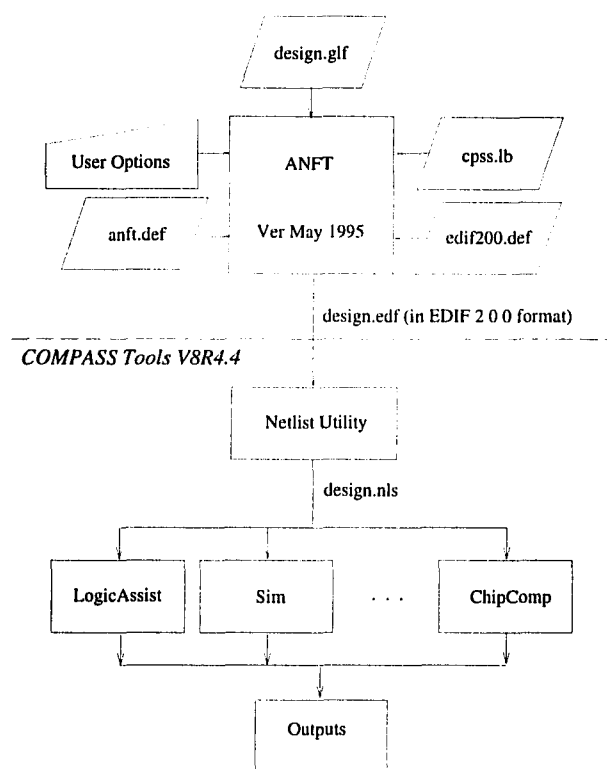 design.glf
User Options
ANFT
cpss.lb
anft.def
Ver May 1995
edif200.def
design.edf (in EDIF 2 0 0 format)
COMPASS Tools V8R4.4
Netlist Utility
design.nls
LogicAssist
Sim
. . .
ChipComp
Outputs